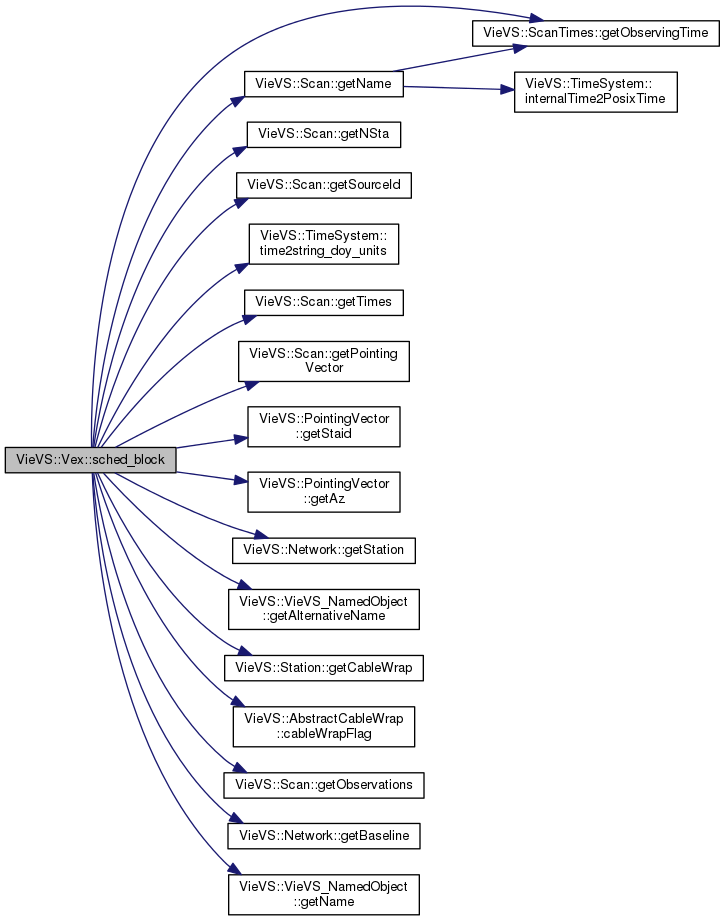 VieVS::ScanTimes::getObservingTime
VieVS::Scan::getName
VieVS::TimeSystem::
internalTime2PosixTime
VieVS::Scan::getNSta
VieVS::Scan::getSourceId
VieVS::TimeSystem::
time2string_doy_units
VieVS::Scan::getTimes
VieVS::Scan::getPointing
Vector
VieVS::PointingVector
::getStaid
VieVS::Vex::sched_block
VieVS::PointingVector
::getAz
VieVS::Network::getStation
VieVS::VieVS_NamedObject
::getAlternativeName
VieVS::Station::getCableWrap
VieVS::AbstractCableWrap
::cableWrapFlag
VieVS::Scan::getObservations
VieVS::Network::getBaseline
VieVS::VieVS_NamedObject
::getName